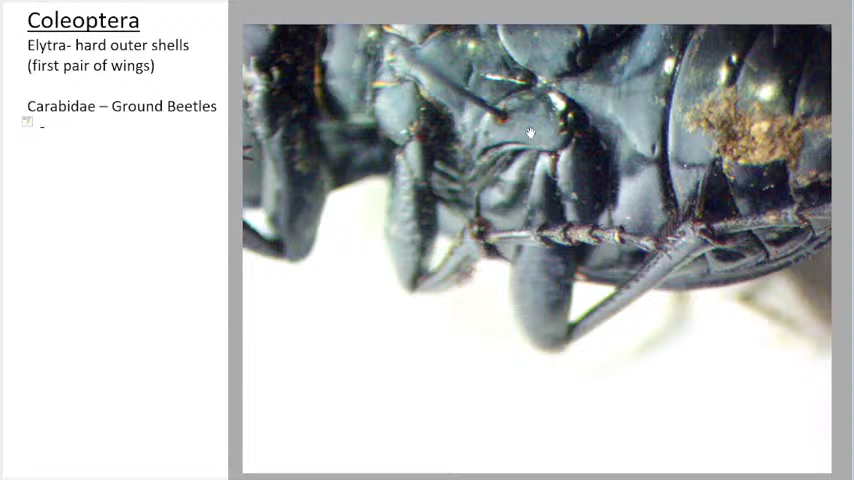 Coleoptera
Elytra- hard outer shells
(first pair of wings)
Carabidae – Ground Beetles
-